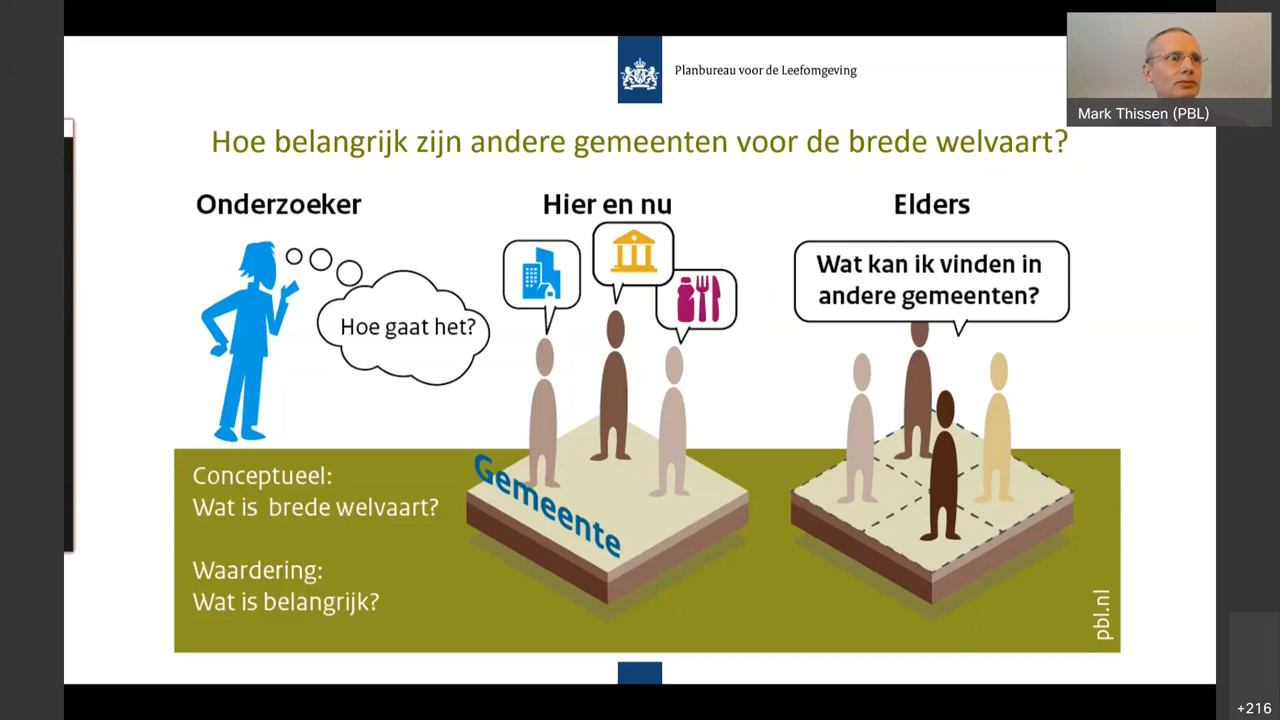 Planbureau voor de Leefomgeving
Mark Thissen (PBL)
Hoe belangrijk zijn andere gemeenten voor de brede welvaart?
Onderzoeker
Hier en nu
Elders
Hoe gaat het?
Wat kan ik vinden in
andere gemeenten?
Gemeente
Conceptueel:
Wat is brede welvaart?
Waardering:
Wat is belangrijk?
pbl.nl
+216